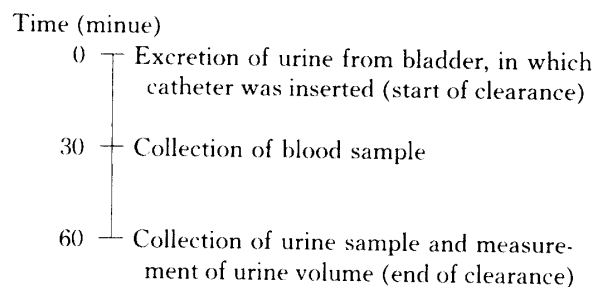 Time (minue)
0 Excretion of urine from bladder, in which
catheter was inserted (start of clearance)
30 Collection of blood sample
60 Collection of urine sample and measure-
ment of urine volume (end of clearance)